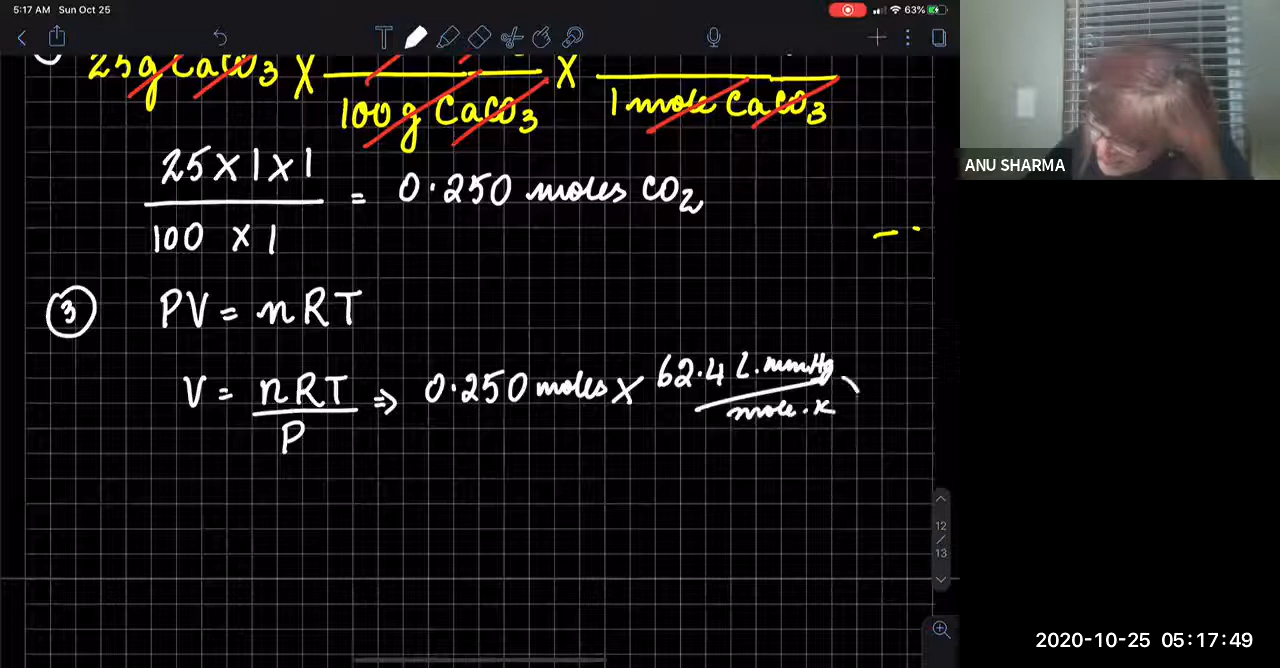 5:17 AM Sun Oct 25 63%
25g CaCO3 X X
100g CaCO3 1 mole CaCO3
25 X 1 X 1
= 0.250 moles CO2
100 X 1
ANU SHARMA
③ PV = nRT
V = nRT/P ⇒ 0.250 moles X 62.4 L.mmHg/mole.K
12
/
13
2020-10-25 05:17:49